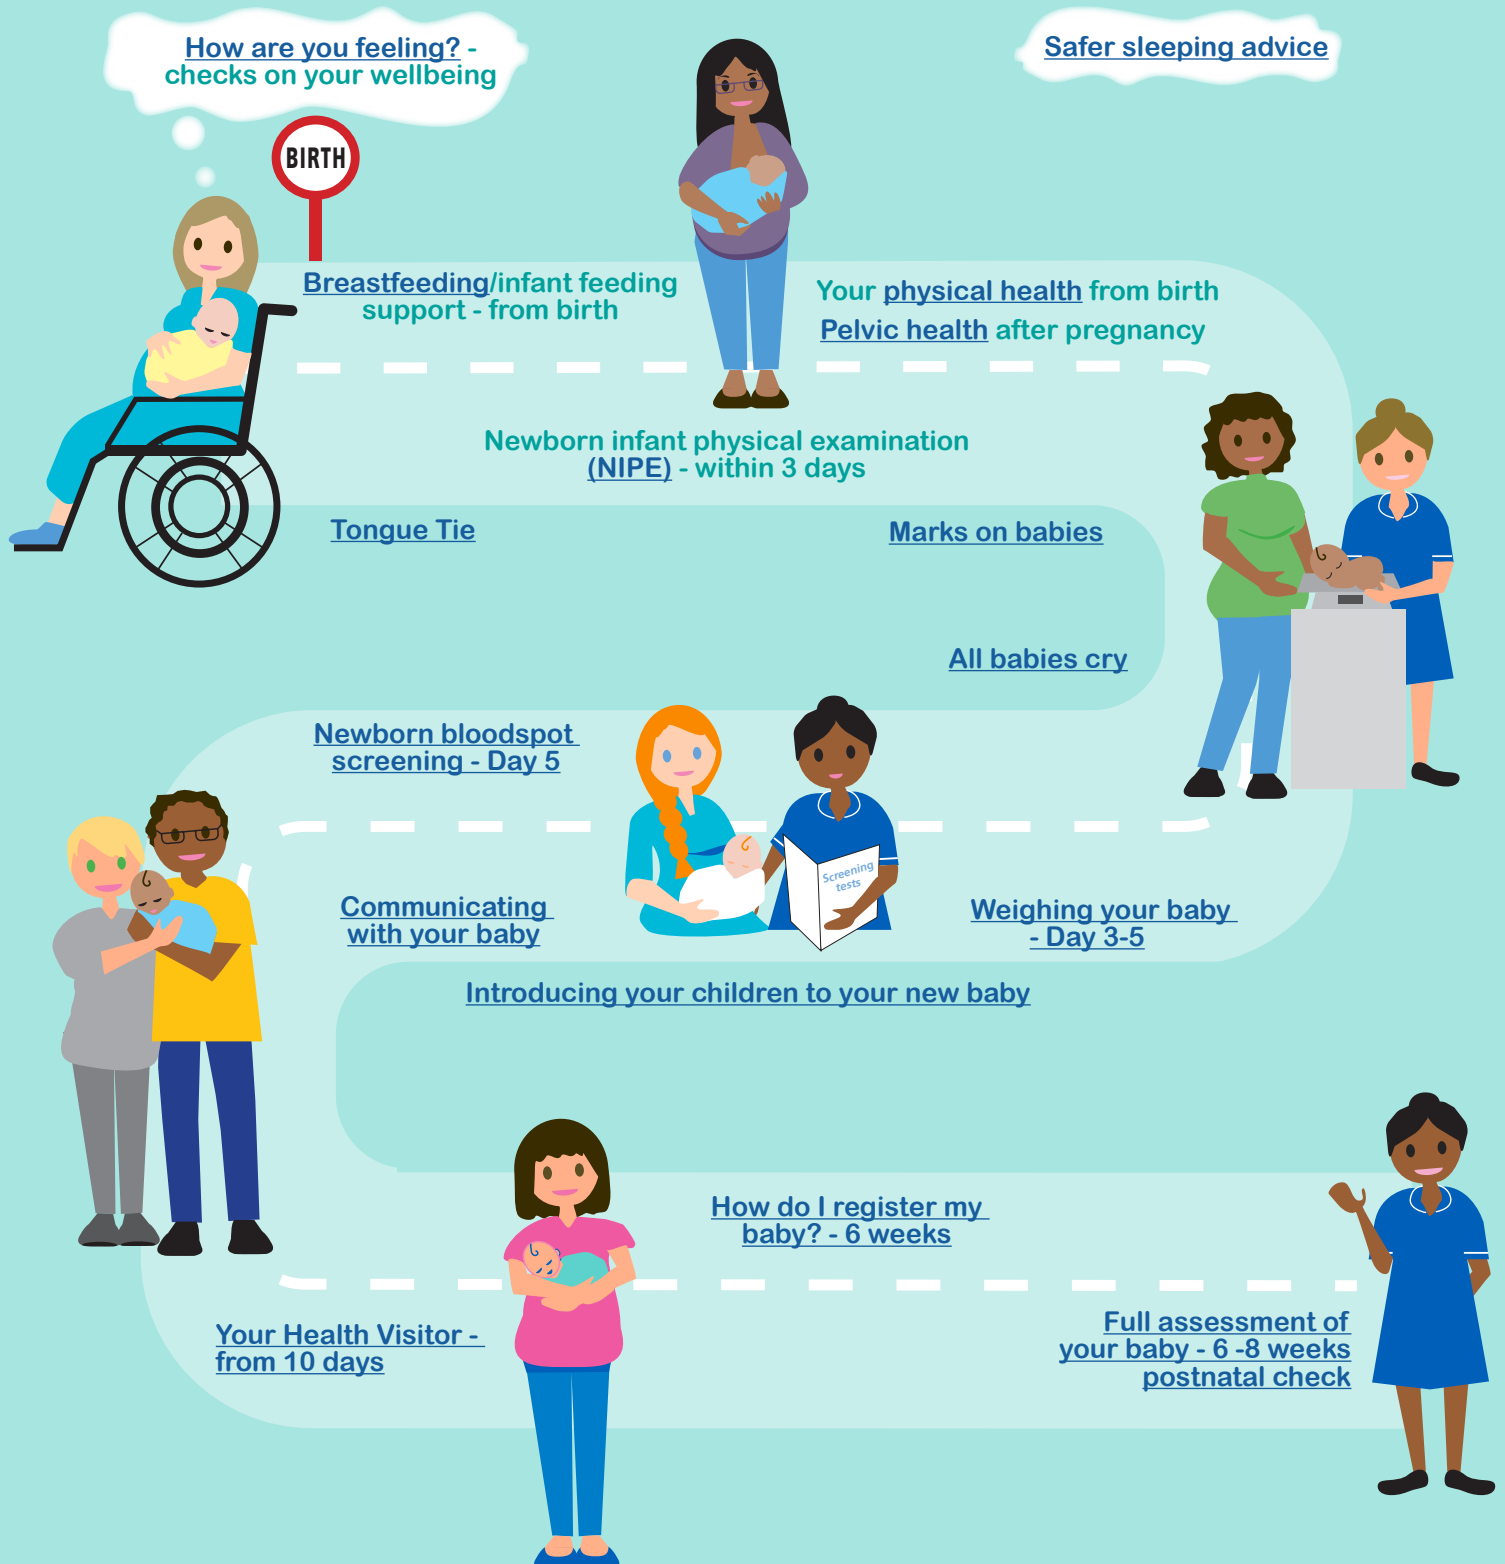 How are you feeling? -
checks on your wellbeing
Safer sleeping advice
BIRTH
Breastfeeding/infant feeding
support - from birth
Your physical health from birth
Pelvic health after pregnancy
Newborn infant physical examination
(NIPE) - within 3 days
Tongue Tie
Marks on babies
All babies cry
Newborn bloodspot
screening - Day 5
Screening
tests
Communicating
with your baby
Weighing your baby
- Day 3-5
Introducing your children to your new baby
How do I register my
baby? - 6 weeks
Your Health Visitor -
from 10 days
Full assessment of
your baby - 6 -8 weeks
postnatal check